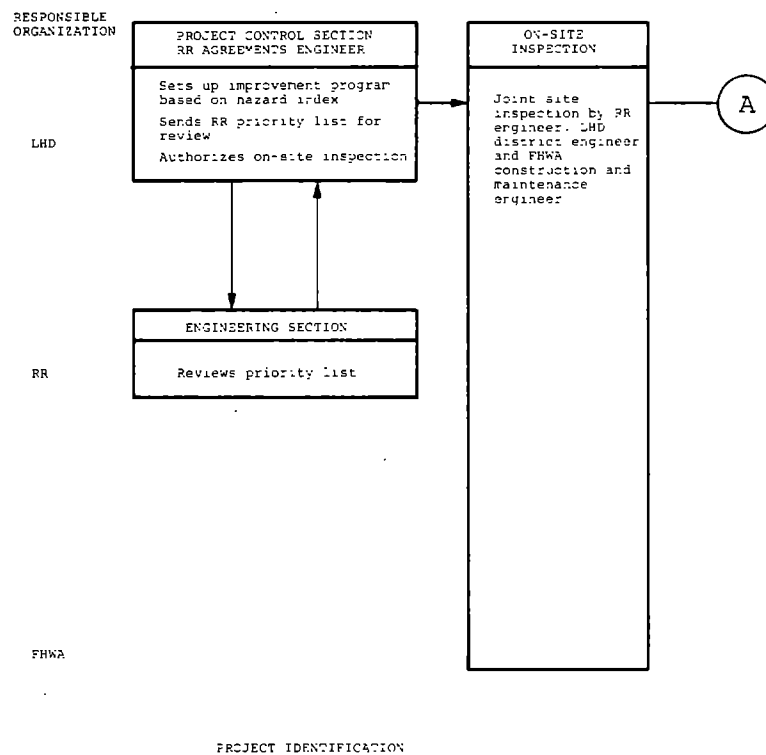 RESPONSIBLE
ORGANIZATION
PROJECT CONTROL SECTION
RR AGREEMENTS ENGINEER
Sets up improvement program
based on hazard index
Sends RR priority list for
review
Authorizes on-site inspection
ON-SITE
INSPECTION
Joint site
inspection by RR
engineer, LHD
district engineer
and FHWA
construction and
maintenance
engineer
A
LHD
ENGINEERING SECTION
Reviews priority list
RR
FHWA
PROJECT IDENTIFICATION